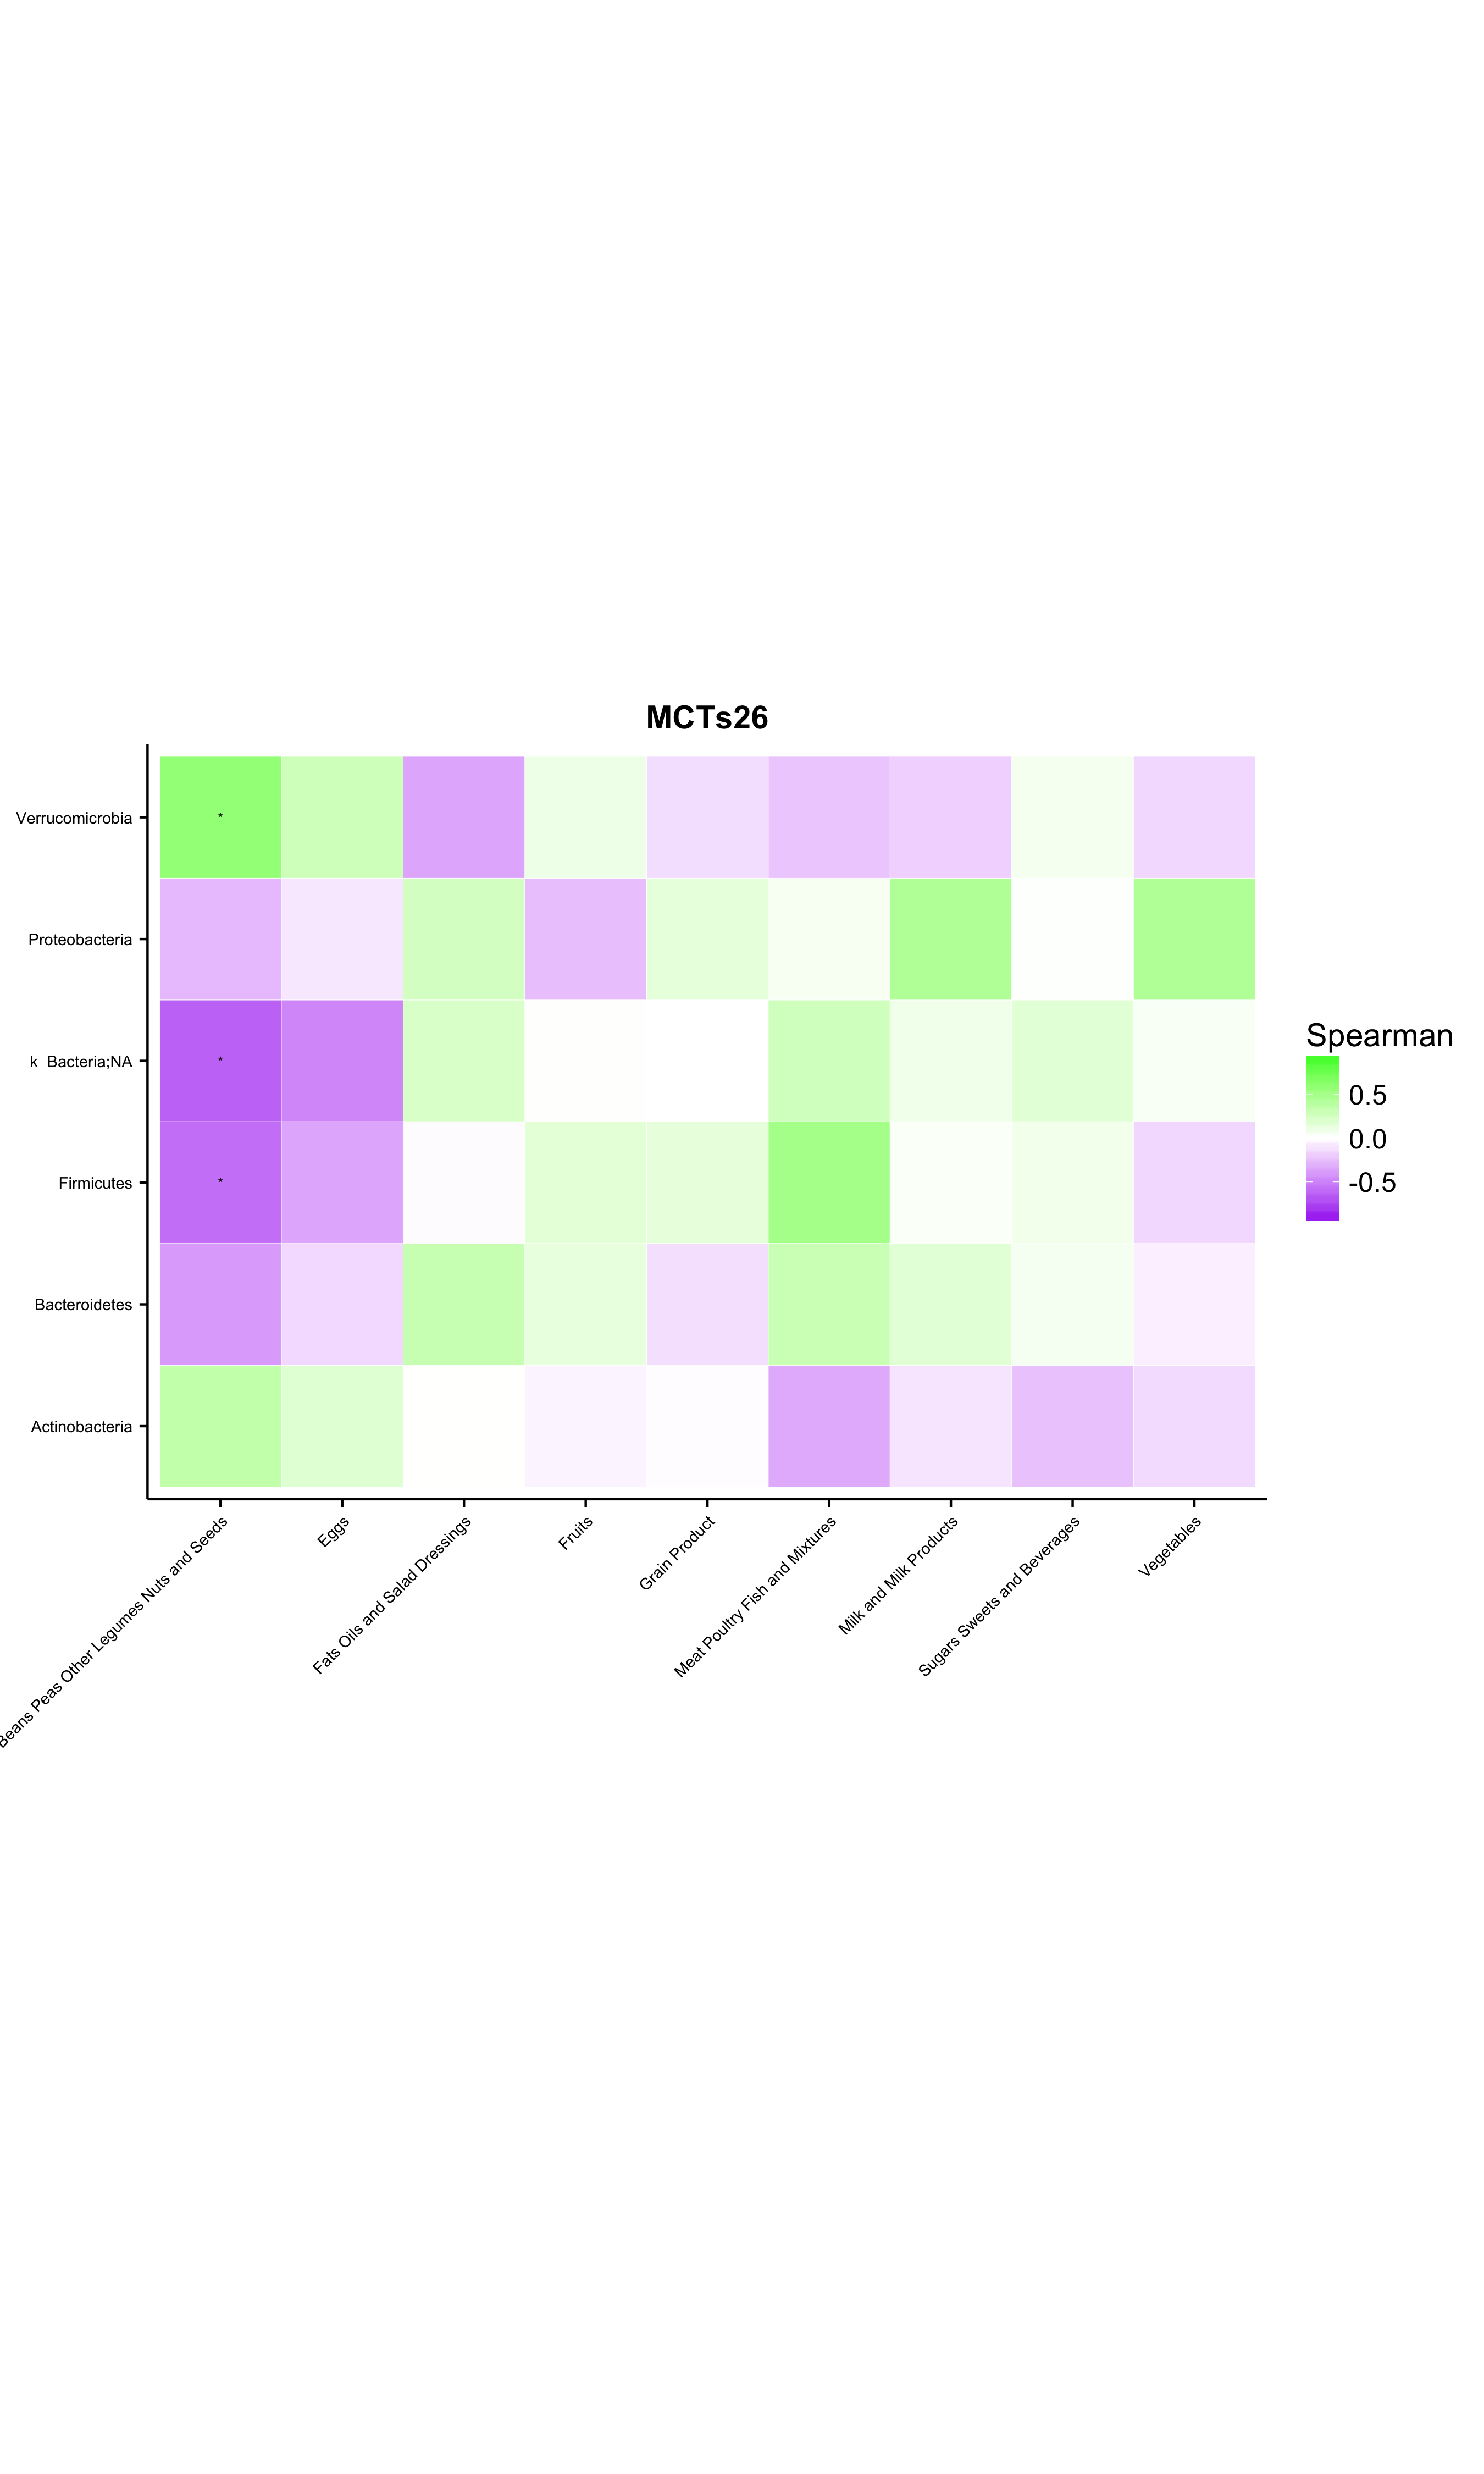 MCTs26
Verrucomicrobia
*
Proteobacteria
k Bacteria;NA
*
Firmicutes
*
Bacteroidetes
Actinobacteria
Spearman
0.5
0.0
-0.5
Beans Peas Other Legumes Nuts and Seeds
Eggs
Fats Oils and Salad Dressings
Fruits
Grain Product
Meat Poultry Fish and Mixtures
Milk and Milk Products
Sugars Sweets and Beverages
Vegetables